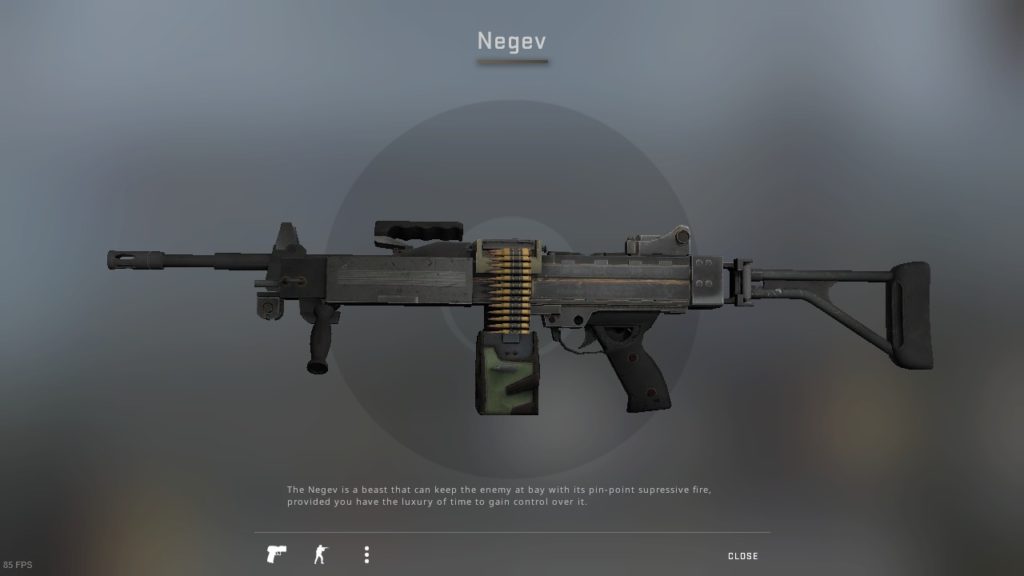 Negev
The Negev is a beast that can keep the enemy at bay with its pin-point supressive fire,
provided you have the luxury of time to gain control over it.
CLOSE
85 FPS